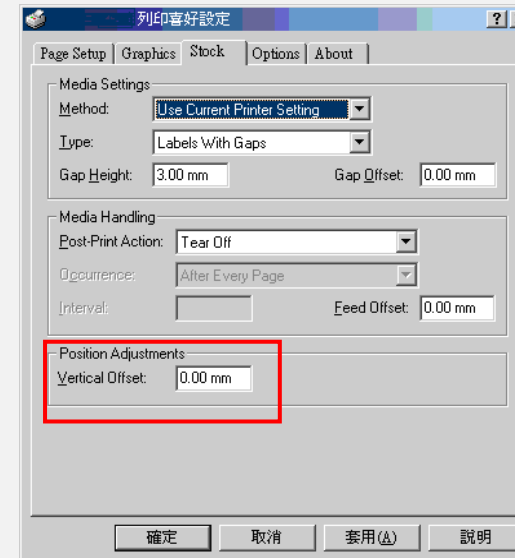 列印喜好設定
Page Setup Graphics Stock Options About
Media Settings
Method: Use Current Printer Setting
Type: Labels With Gaps
Gap Height: 3.00 mm Gap Offset: 0.00 mm
Media Handling
Post-Print Action: Tear Off
Occurrence: After Every Page
Interval: Feed Offset: 0.00 mm
Position Adjustments
Vertical Offset: 0.00 mm
確定 取消 套用(A) 說明